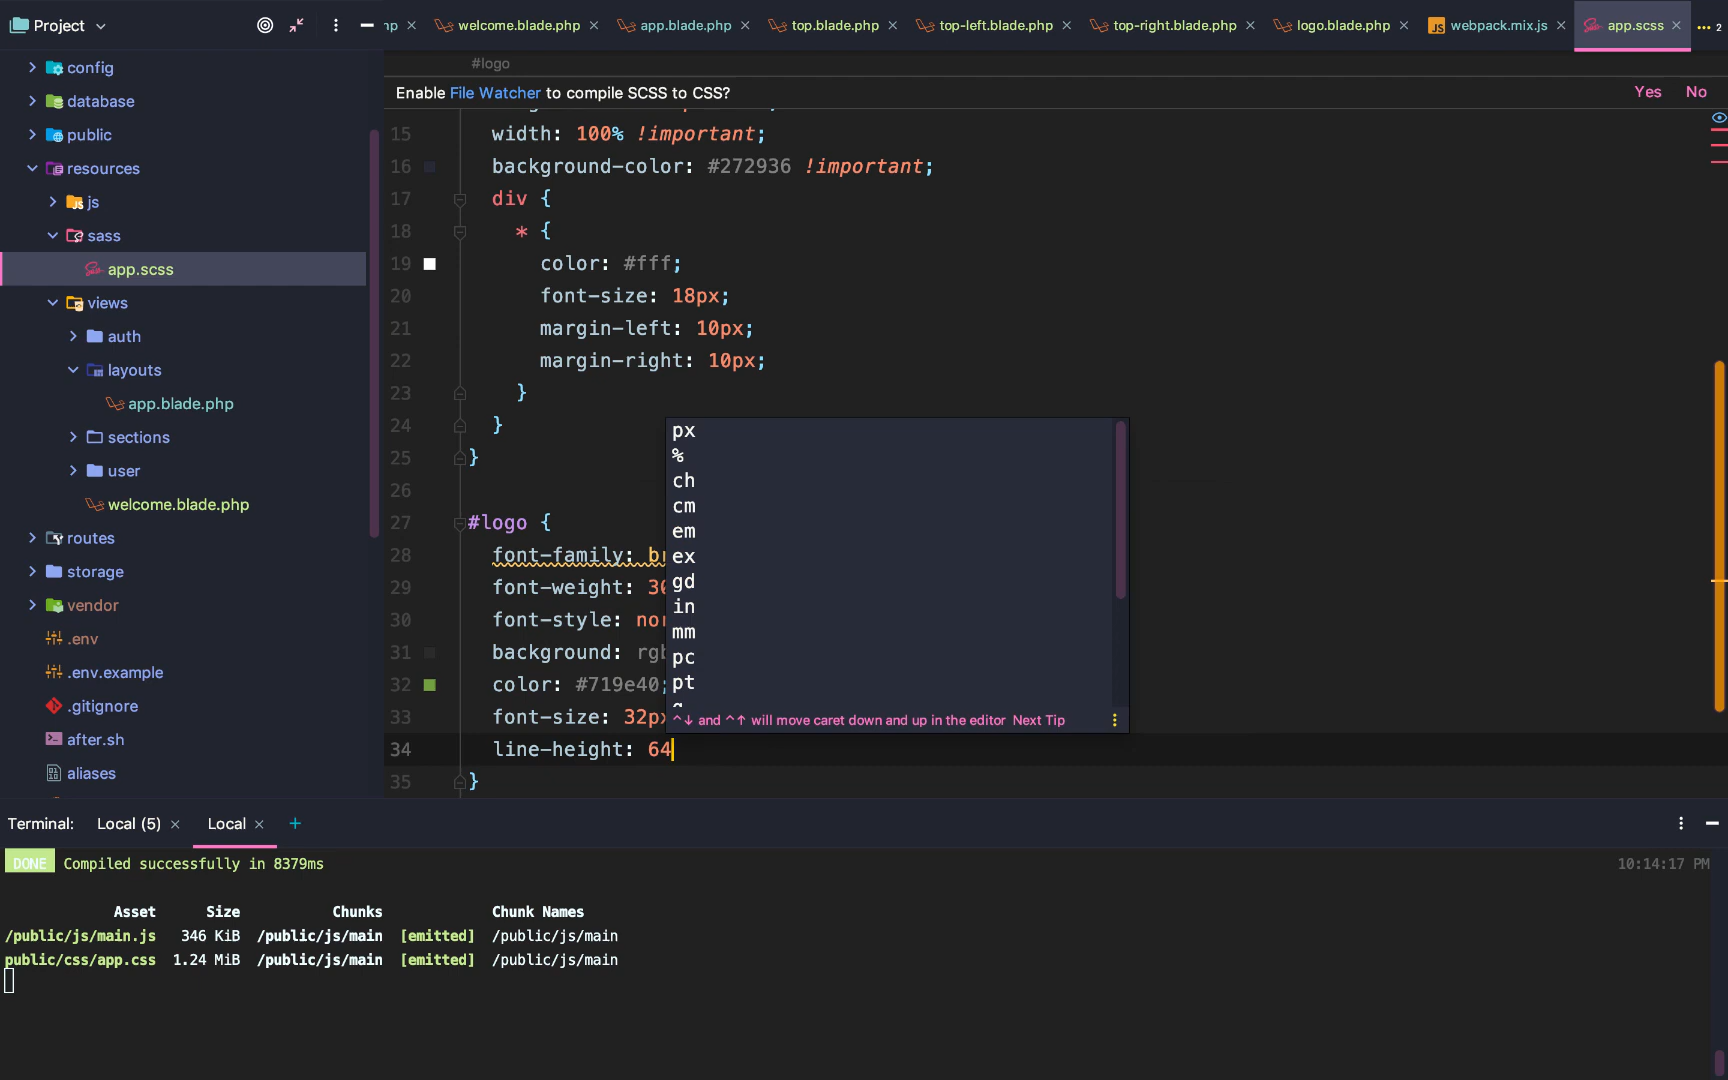 Project
np
welcome.blade.php
app.blade.php
top.blade.php
top-left.blade.php
top-right.blade.php
logo.blade.php
JS webpack.mix.js
app.scss
2
#logo
Enable File Watcher to compile SCSS to CSS?
Yes No
config
database
public
resources
JS js
sass
app.scss
views
auth
layouts
app.blade.php
sections
user
welcome.blade.php
routes
storage
vendor
.env
.env.example
.gitignore
after.sh
aliases
15 width: 100% !important;
16 background-color: #272936 !important;
17 div {
18 * {
19 color: #fff;
20 font-size: 18px;
21 margin-left: 10px;
22 margin-right: 10px;
23 }
24 }
25 }
26
27 #logo {
28 font-family: br
29 font-weight: 30
30 font-style: nor
31 background: rgb
32 color: #719e40;
33 font-size: 32px
34 line-height: 64
35 }
px
%
ch
cm
em
ex
gd
in
mm
pc
pt
^↓ and ^↑ will move caret down and up in the editor Next Tip
Terminal: Local (5) × Local × +
DONE Compiled successfully in 8379ms 10:14:17 PM
Asset Size Chunks Chunk Names
/public/js/main.js 346 KiB /public/js/main [emitted] /public/js/main
public/css/app.css 1.24 MiB /public/js/main [emitted] /public/js/main